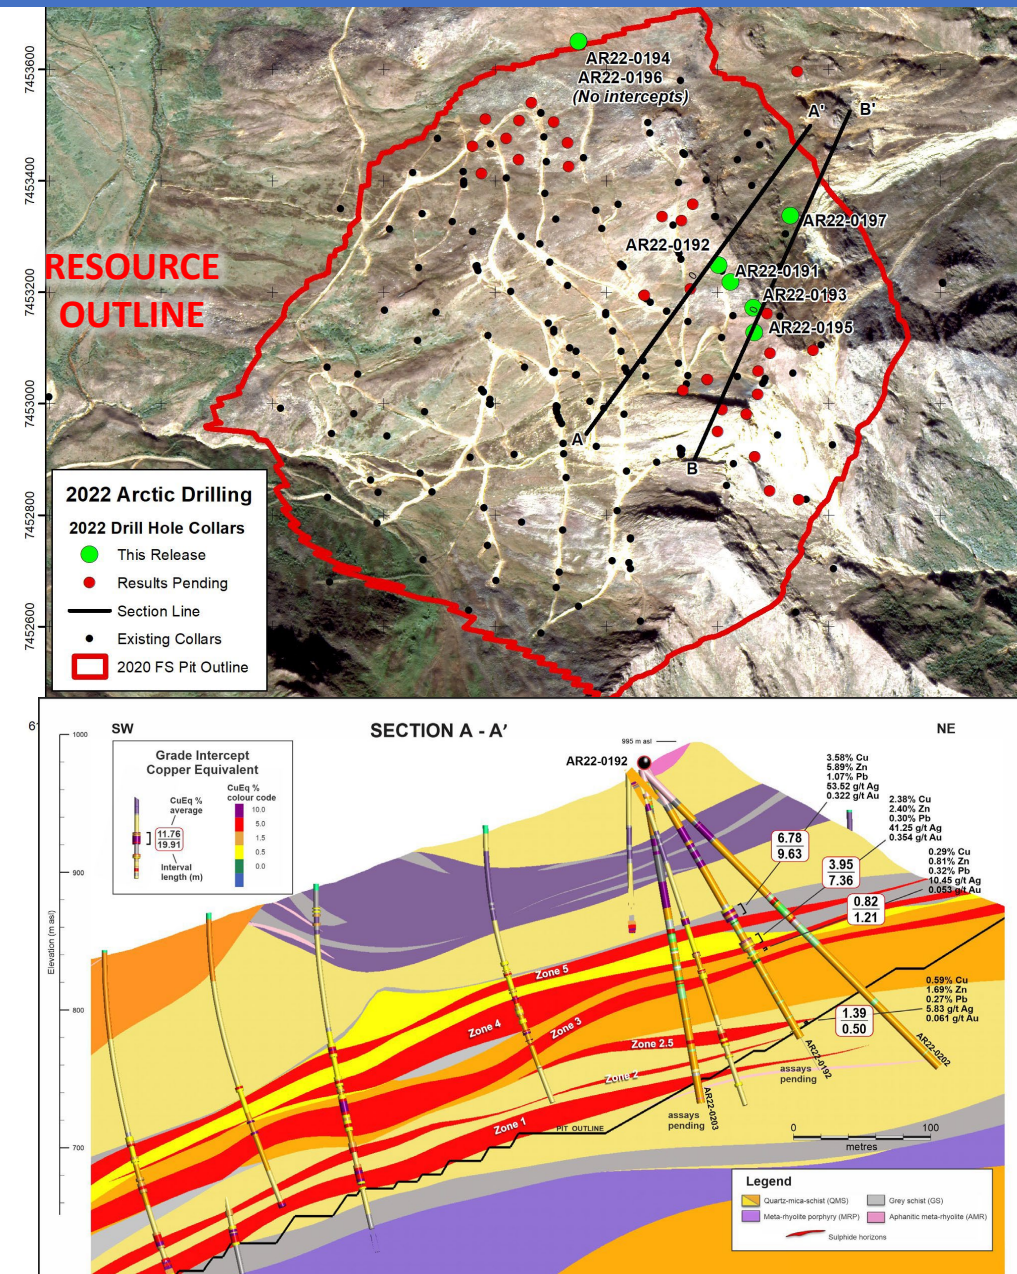 7453600
7453400
7453200
7453000
7452800
7452600
AR22-0194
AR22-0196
(No intercepts)
A'
B'
AR22-0197
AR22-0192
AR22-0191
AR22-0193
AR22-0195
0
0
A
B
RESOURCE
OUTLINE
2022 Arctic Drilling
2022 Drill Hole Collars
This Release
Results Pending
Section Line
Existing Collars
2020 FS Pit Outline
6
SW
SECTION A - A'
NE
1000
900
800
700
Elevation (m asl)
Grade Intercept
Copper Equivalent
CuEq %
average
11.76
19.91
Interval
length (m)
CuEq %
colour code
10.0
5.0
1.5
0.5
0.0
995 m asl
AR22-0192
3.58% Cu
5.89% Zn
1.07% Pb
53.52 g/t Ag
0.322 g/t Au
6.78
9.63
2.38% Cu
2.40% Zn
0.30% Pb
41.25 g/t Ag
0.354 g/t Au
3.95
7.36
0.29% Cu
0.81% Zn
0.32% Pb
10.45 g/t Ag
0.053 g/t Au
0.82
1.21
0.59% Cu
1.69% Zn
0.27% Pb
5.83 g/t Ag
0.061 g/t Au
1.39
0.50
Zone 5
Zone 4
Zone 3
Zone 2.5
Zone 2
Zone 1
PIT OUTLINE
AR22-0202
AR22-0192
assays
pending
AR22-0203
assays
pending
0
100
metres
Legend
Quartz-mica-schist (QMS)
Grey schist (GS)
Meta-rhyolite porphyry (MRP)
Aphanitic meta-rhyolite (AMR)
Sulphide horizons